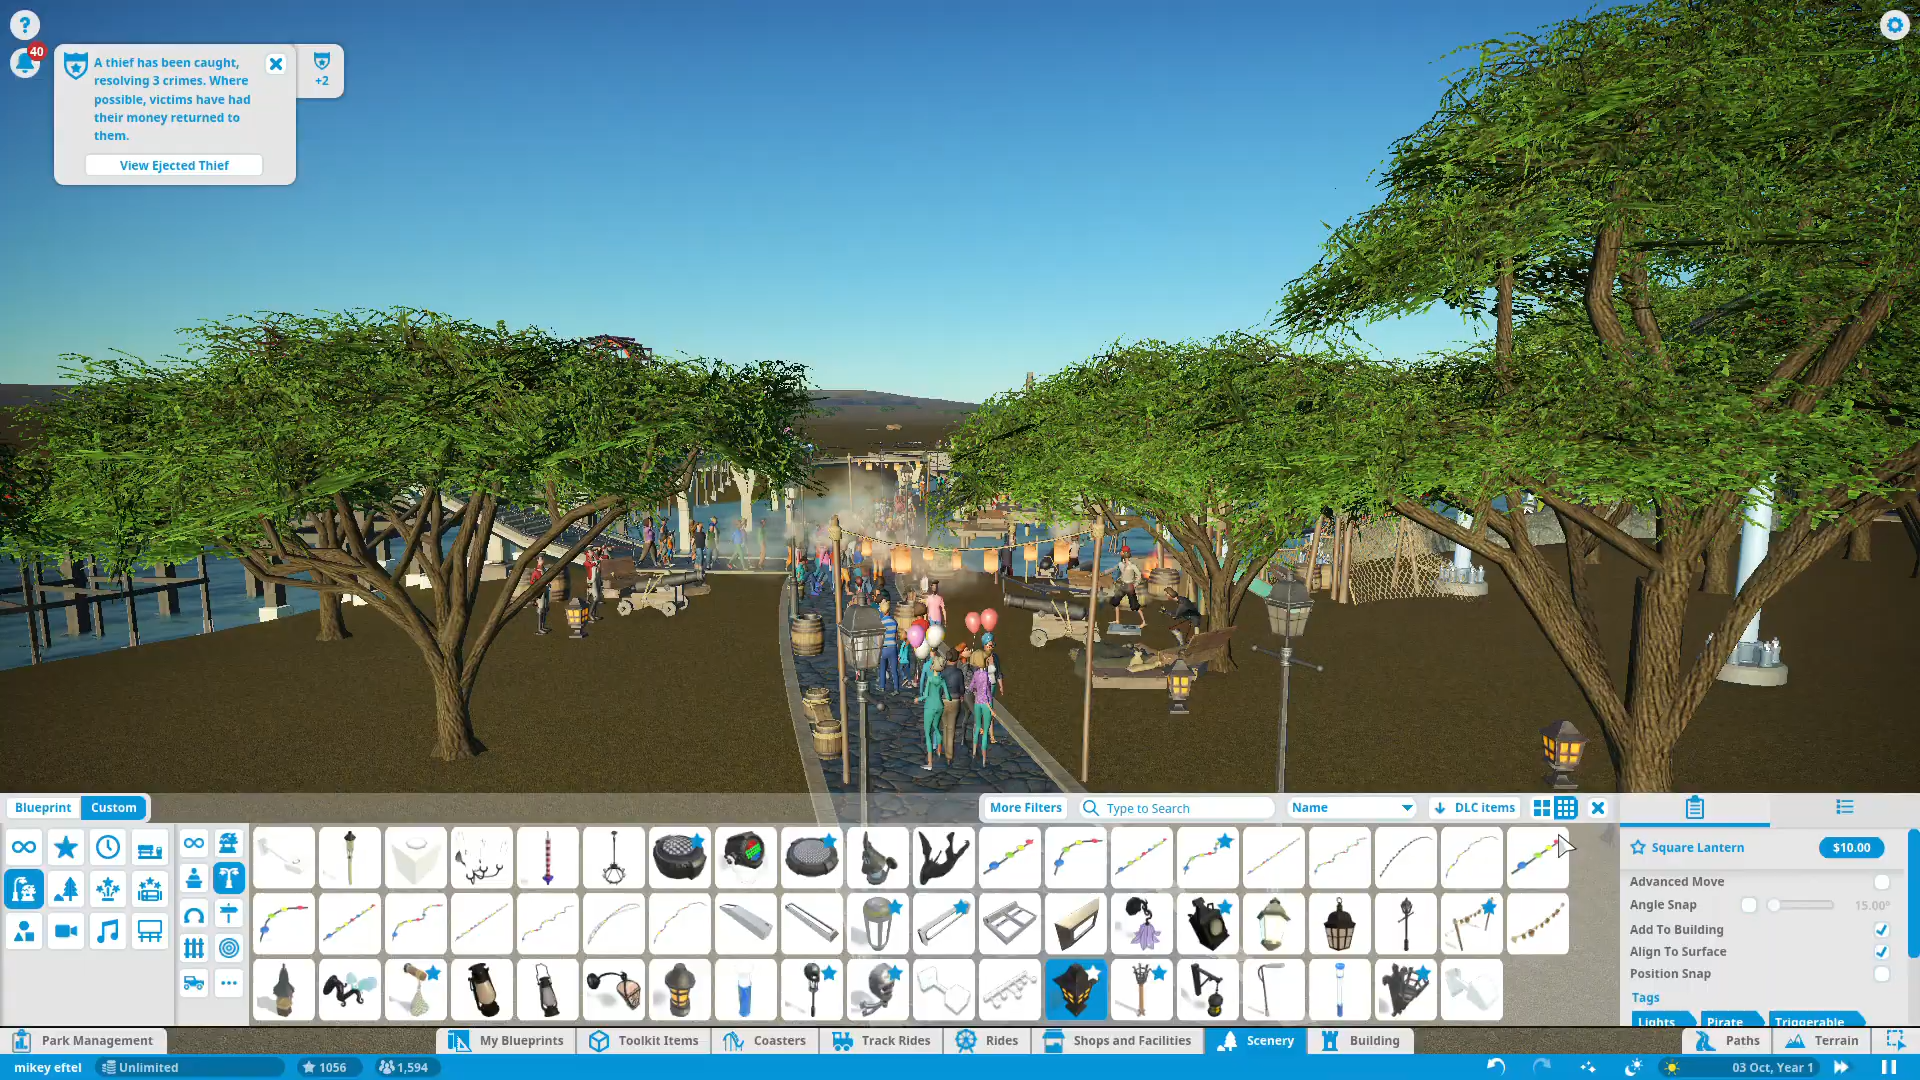 ?
40
A thief has been caught,
resolving 3 crimes. Where
possible, victims have had
their money returned to
them.
View Ejected Thief
+2
Blueprint
Custom
More Filters
Type to Search
Name
DLC items
Square Lantern
$10.00
Advanced Move
Angle Snap
15.00°
Add To Building
Align To Surface
Position Snap
Tags
Lights
Pirate
Triggerable
Park Management
My Blueprints
Toolkit Items
Coasters
Track Rides
Rides
Shops and Facilities
Scenery
Building
Paths
Terrain
mikey eftel
Unlimited
1056
1,594
03 Oct, Year 1